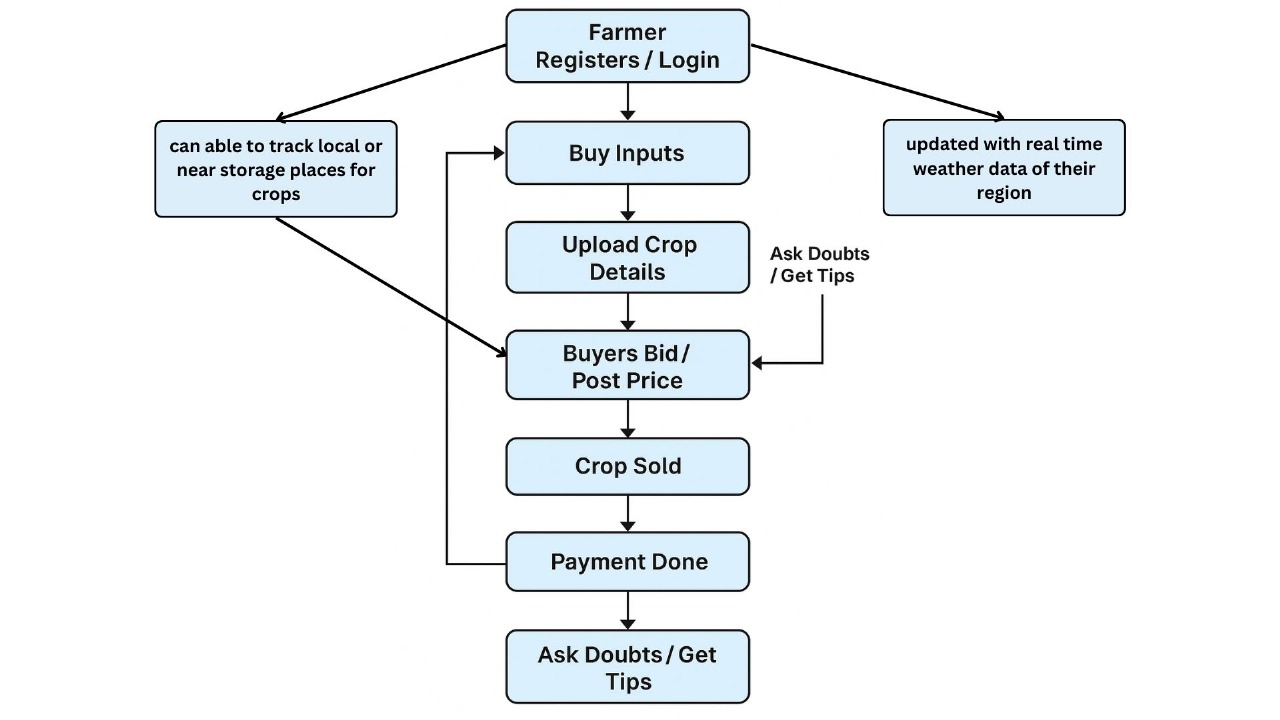 Farmer
Registers / Login
can able to track local or
near storage places for
crops
Buy Inputs
updated with real time
weather data of their
region
Upload Crop
Details
Ask Doubts
/ Get Tips
Buyers Bid /
Post Price
Crop Sold
Payment Done
Ask Doubts / Get
Tips